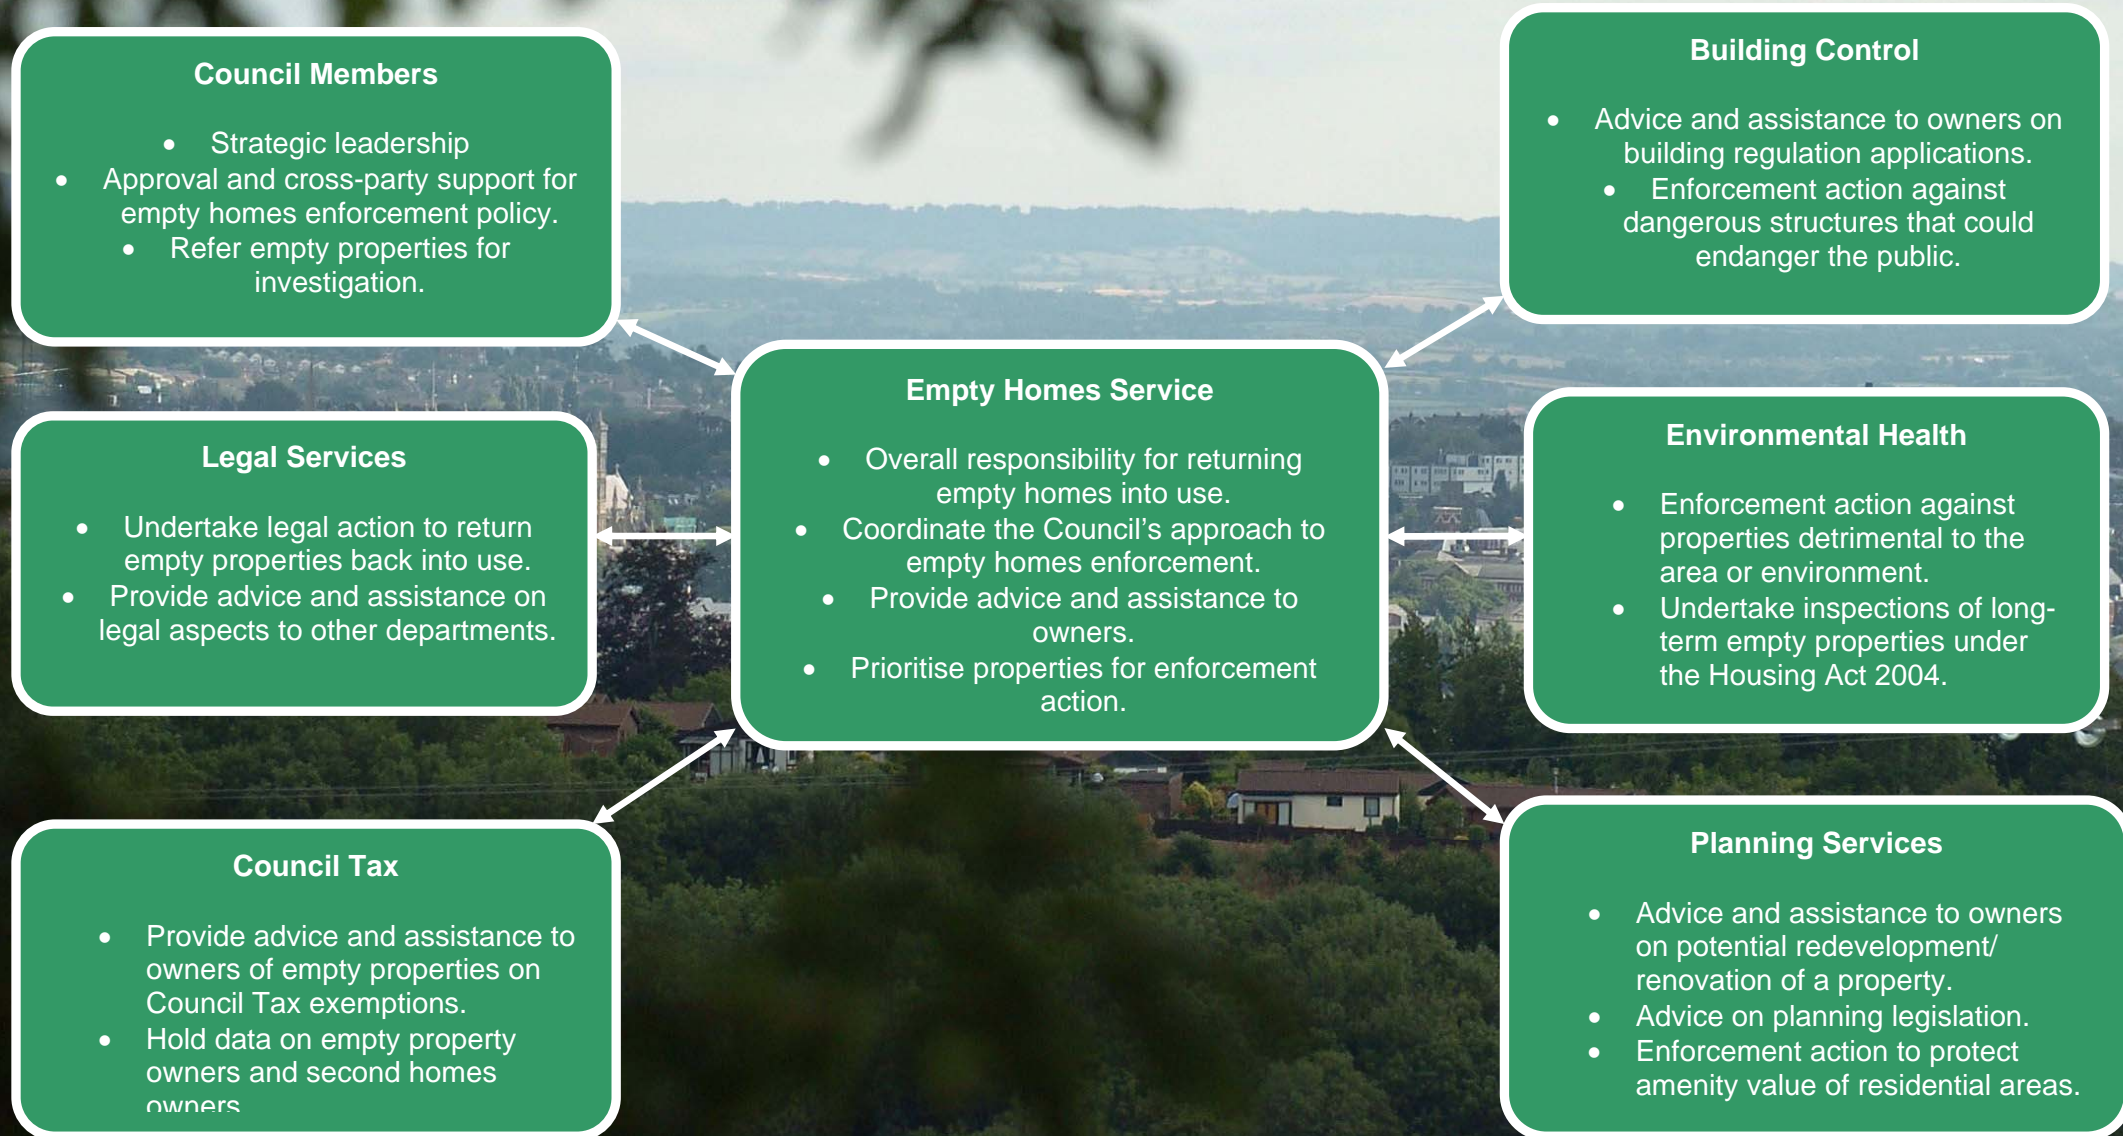 Council Members
• Strategic leadership
• Approval and cross-party support for
empty homes enforcement policy.
• Refer empty properties for
investigation.
Building Control
• Advice and assistance to owners on
building regulation applications.
• Enforcement action against
dangerous structures that could
endanger the public.
Empty Homes Service
• Overall responsibility for returning
empty homes into use.
• Coordinate the Council’s approach to
empty homes enforcement.
• Provide advice and assistance to
owners.
• Prioritise properties for enforcement
action.
Legal Services
• Undertake legal action to return
empty properties back into use.
• Provide advice and assistance on
legal aspects to other departments.
Environmental Health
• Enforcement action against
properties detrimental to the
area or environment.
• Undertake inspections of long-
term empty properties under
the Housing Act 2004.
Council Tax
• Provide advice and assistance to
owners of empty properties on
Council Tax exemptions.
• Hold data on empty property
owners and second homes
owners
Planning Services
• Advice and assistance to owners
on potential redevelopment/
renovation of a property.
• Advice on planning legislation.
• Enforcement action to protect
amenity value of residential areas.